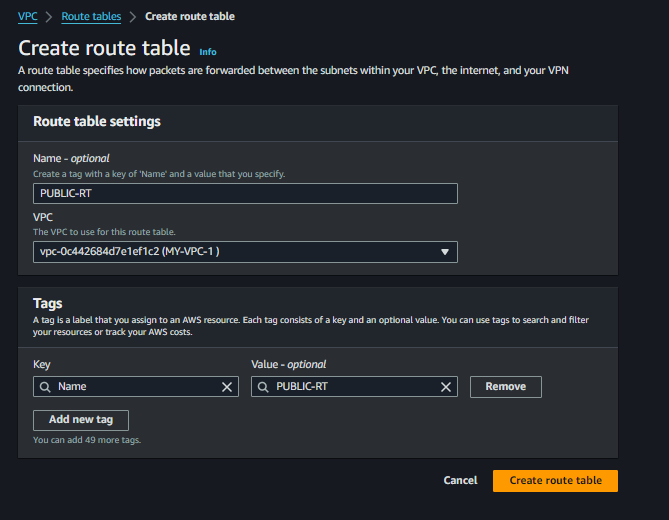 VPC > Route tables > Create route table
Create route table Info
A route table specifies how packets are forwarded between the subnets within your VPC, the internet, and your VPN
connection.
Route table settings
Name - optional
Create a tag with a key of 'Name' and a value that you specify.
PUBLIC-RT
VPC
The VPC to use for this route table.
vpc-0c442684d7e1ef1c2 (MY-VPC-1 )
Tags
A tag is a label that you assign to an AWS resource. Each tag consists of a key and an optional value. You can use tags to search and filter
your resources or track your AWS costs.
Key Value - optional
Name PUBLIC-RT Remove
Add new tag
You can add 49 more tags.
Cancel Create route table